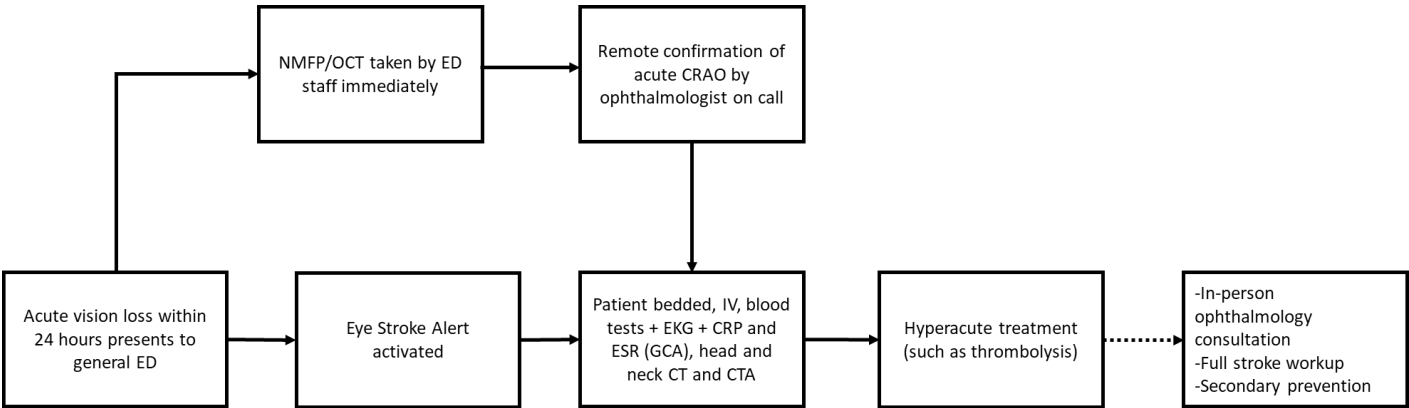 NMFP/OCT taken by ED
staff immediately
Remote confirmation of
acute CRAO by
ophthalmologist on call
Acute vision loss within
24 hours presents to
general ED
Eye Stroke Alert
activated
Patient bedded, IV, blood
tests + EKG + CRP and
ESR (GCA), head and
neck CT and CTA
Hyperacute treatment
(such as thrombolysis)
-In-person
ophthalmology
consultation
-Full stroke workup
-Secondary prevention